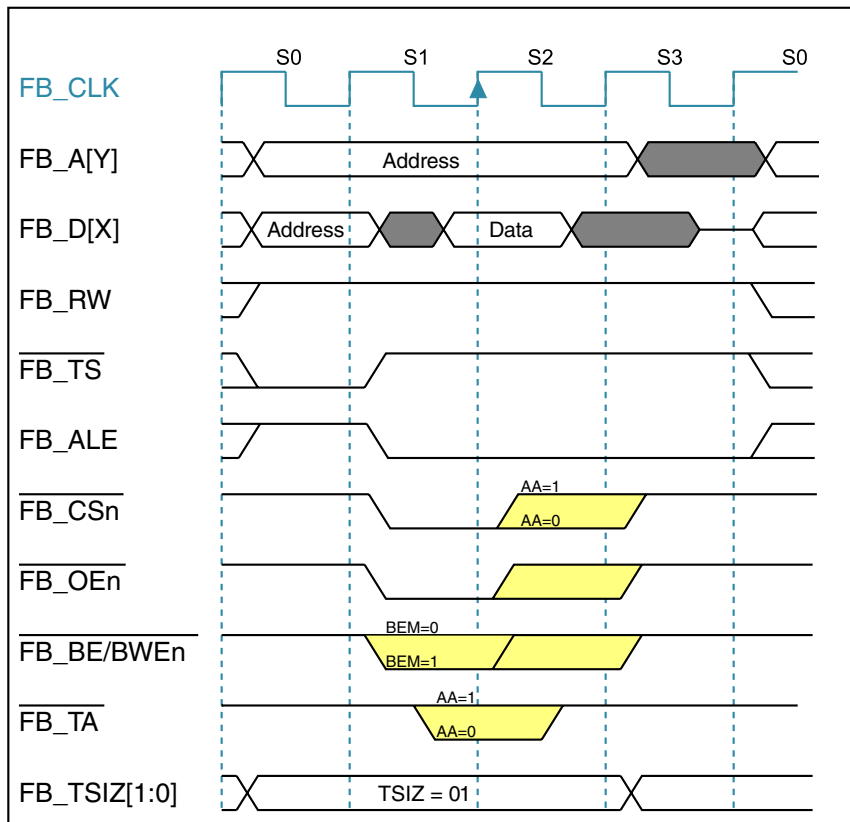 S0 S1 S2 S3 S0
FB_CLK
FB_A[Y] Address
FB_D[X] Address Data
FB_RW
FB_TS
FB_ALE
AA=1
FB_CSn
AA=0
FB_OEn
BEM=0
FB_BE/BWEn
BEM=1
AA=1
FB_TA
AA=0
FB_TSIZ[1:0] TSIZ = 01